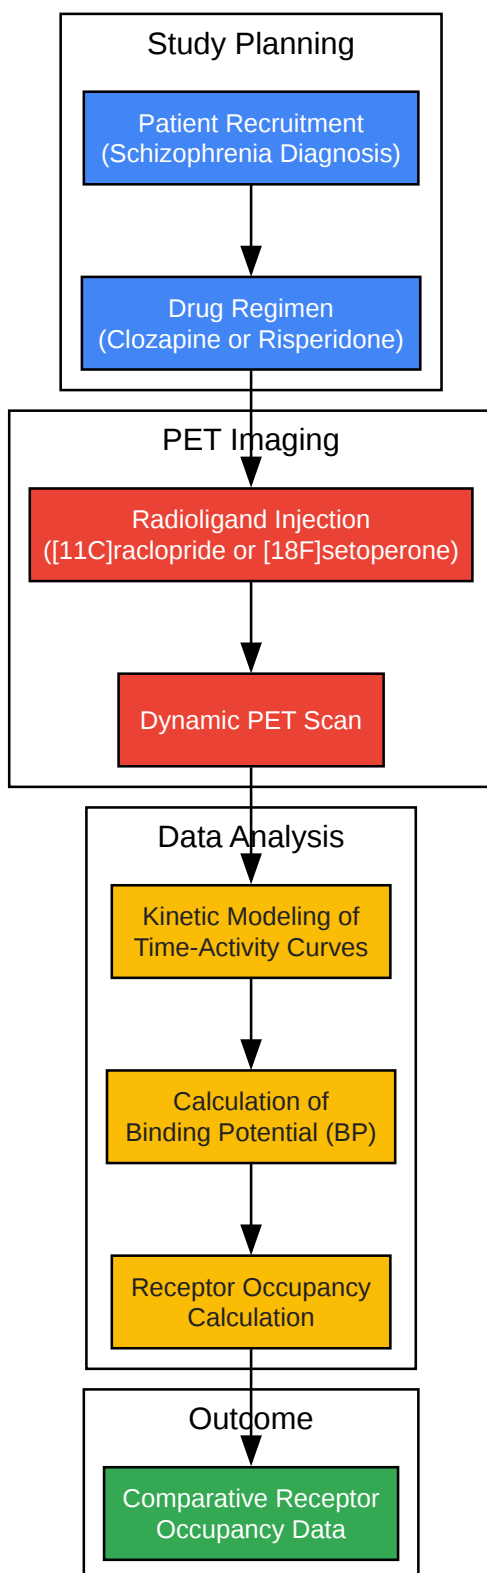 Study Planning
Patient Recruitment
(Schizophrenia Diagnosis)
Drug Regimen
(Clozapine or Risperidone)
PET Imaging
Radioligand Injection
([11C]raclopride or [18F]setoperone)
Dynamic PET Scan
Data Analysis
Kinetic Modeling of
Time-Activity Curves
Calculation of
Binding Potential (BP)
Receptor Occupancy
Calculation
Outcome
Comparative Receptor
Occupancy Data